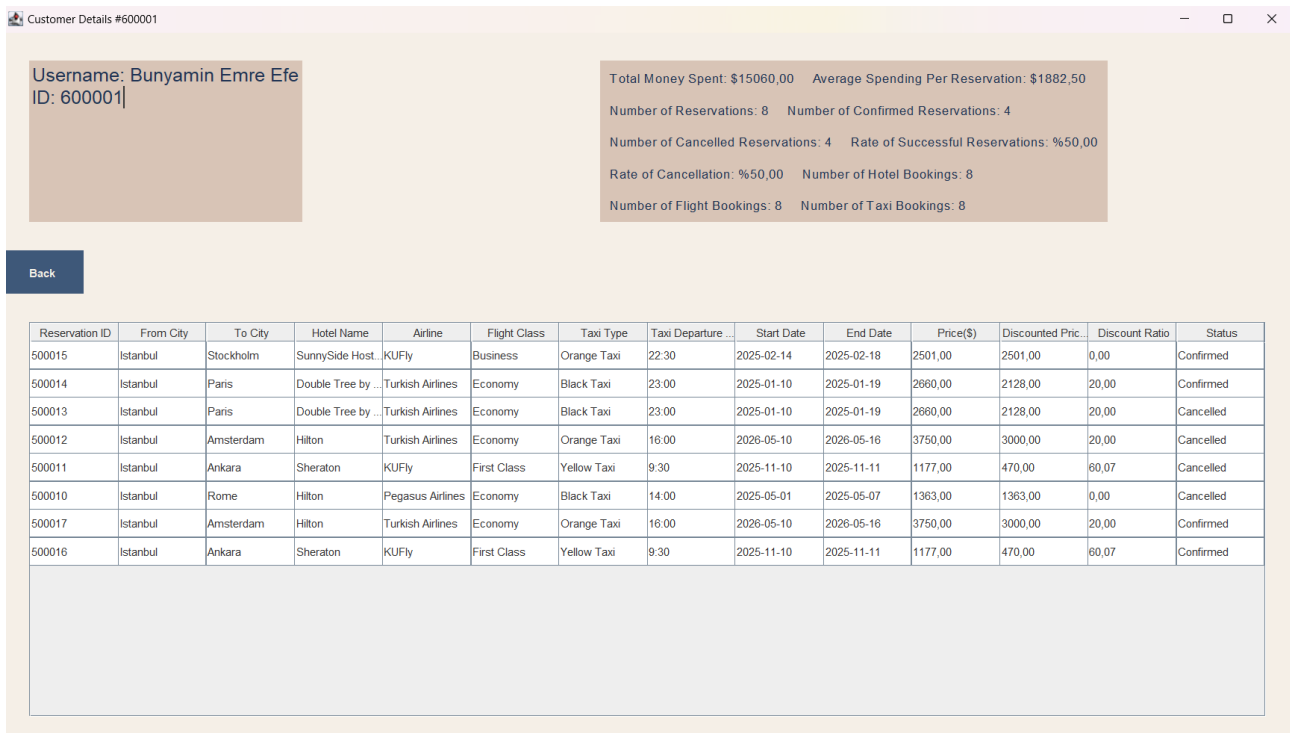 Customer Details #600001
Username: Bunyamin Emre Efe
ID: 600001
Total Money Spent: $15060,00 Average Spending Per Reservation: $1882,50
Number of Reservations: 8 Number of Confirmed Reservations: 4
Number of Cancelled Reservations: 4 Rate of Successful Reservations: %50,00
Rate of Cancellation: %50,00 Number of Hotel Bookings: 8
Number of Flight Bookings: 8 Number of Taxi Bookings: 8
Back
Reservation ID From City To City Hotel Name Airline Flight Class Taxi Type Taxi Departure ... Start Date End Date Price($) Discounted Pric... Discount Ratio Status
500015 Istanbul Stockholm SunnySide Host... KUFly Business Orange Taxi 22:30 2025-02-14 2025-02-18 2501,00 2501,00 0,00 Confirmed
500014 Istanbul Paris Double Tree by ... Turkish Airlines Economy Black Taxi 23:00 2025-01-10 2025-01-19 2660,00 2128,00 20,00 Confirmed
500013 Istanbul Paris Double Tree by ... Turkish Airlines Economy Black Taxi 23:00 2025-01-10 2025-01-19 2660,00 2128,00 20,00 Cancelled
500012 Istanbul Amsterdam Hilton Turkish Airlines Economy Orange Taxi 16:00 2026-05-10 2026-05-16 3750,00 3000,00 20,00 Cancelled
500011 Istanbul Ankara Sheraton KUFly First Class Yellow Taxi 9:30 2025-11-10 2025-11-11 1177,00 470,00 60,07 Cancelled
500010 Istanbul Rome Hilton Pegasus Airlines Economy Black Taxi 14:00 2025-05-01 2025-05-07 1363,00 1363,00 0,00 Cancelled
500017 Istanbul Amsterdam Hilton Turkish Airlines Economy Orange Taxi 16:00 2026-05-10 2026-05-16 3750,00 3000,00 20,00 Confirmed
500016 Istanbul Ankara Sheraton KUFly First Class Yellow Taxi 9:30 2025-11-10 2025-11-11 1177,00 470,00 60,07 Confirmed